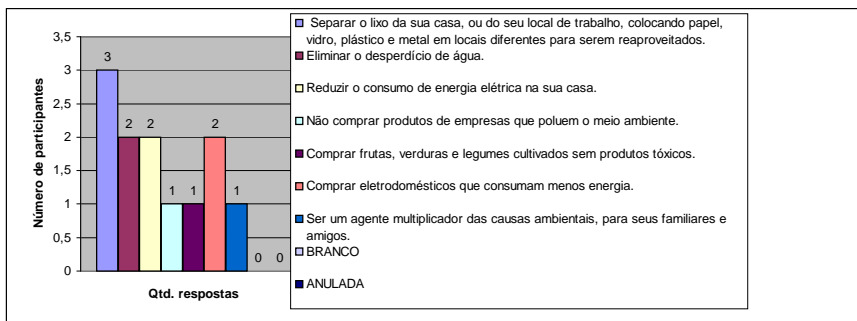 3,5
3
2,5
2
1,5
1
0,5
0
Número de participantes
3
2
2
1
1
2
1
0
0
Qtd. respostas
Separar o lixo da sua casa, ou do seu local de trabalho, colocando papel,
vidro, plástico e metal em locais diferentes para serem reaproveitados.
Eliminar o desperdício de água.
Reduzir o consumo de energia elétrica na sua casa.
Não comprar produtos de empresas que poluem o meio ambiente.
Comprar frutas, verduras e legumes cultivados sem produtos tóxicos.
Comprar eletrodomésticos que consumam menos energia.
Ser um agente multiplicador das causas ambientais, para seus familiares e
amigos.
BRANCO
ANULADA